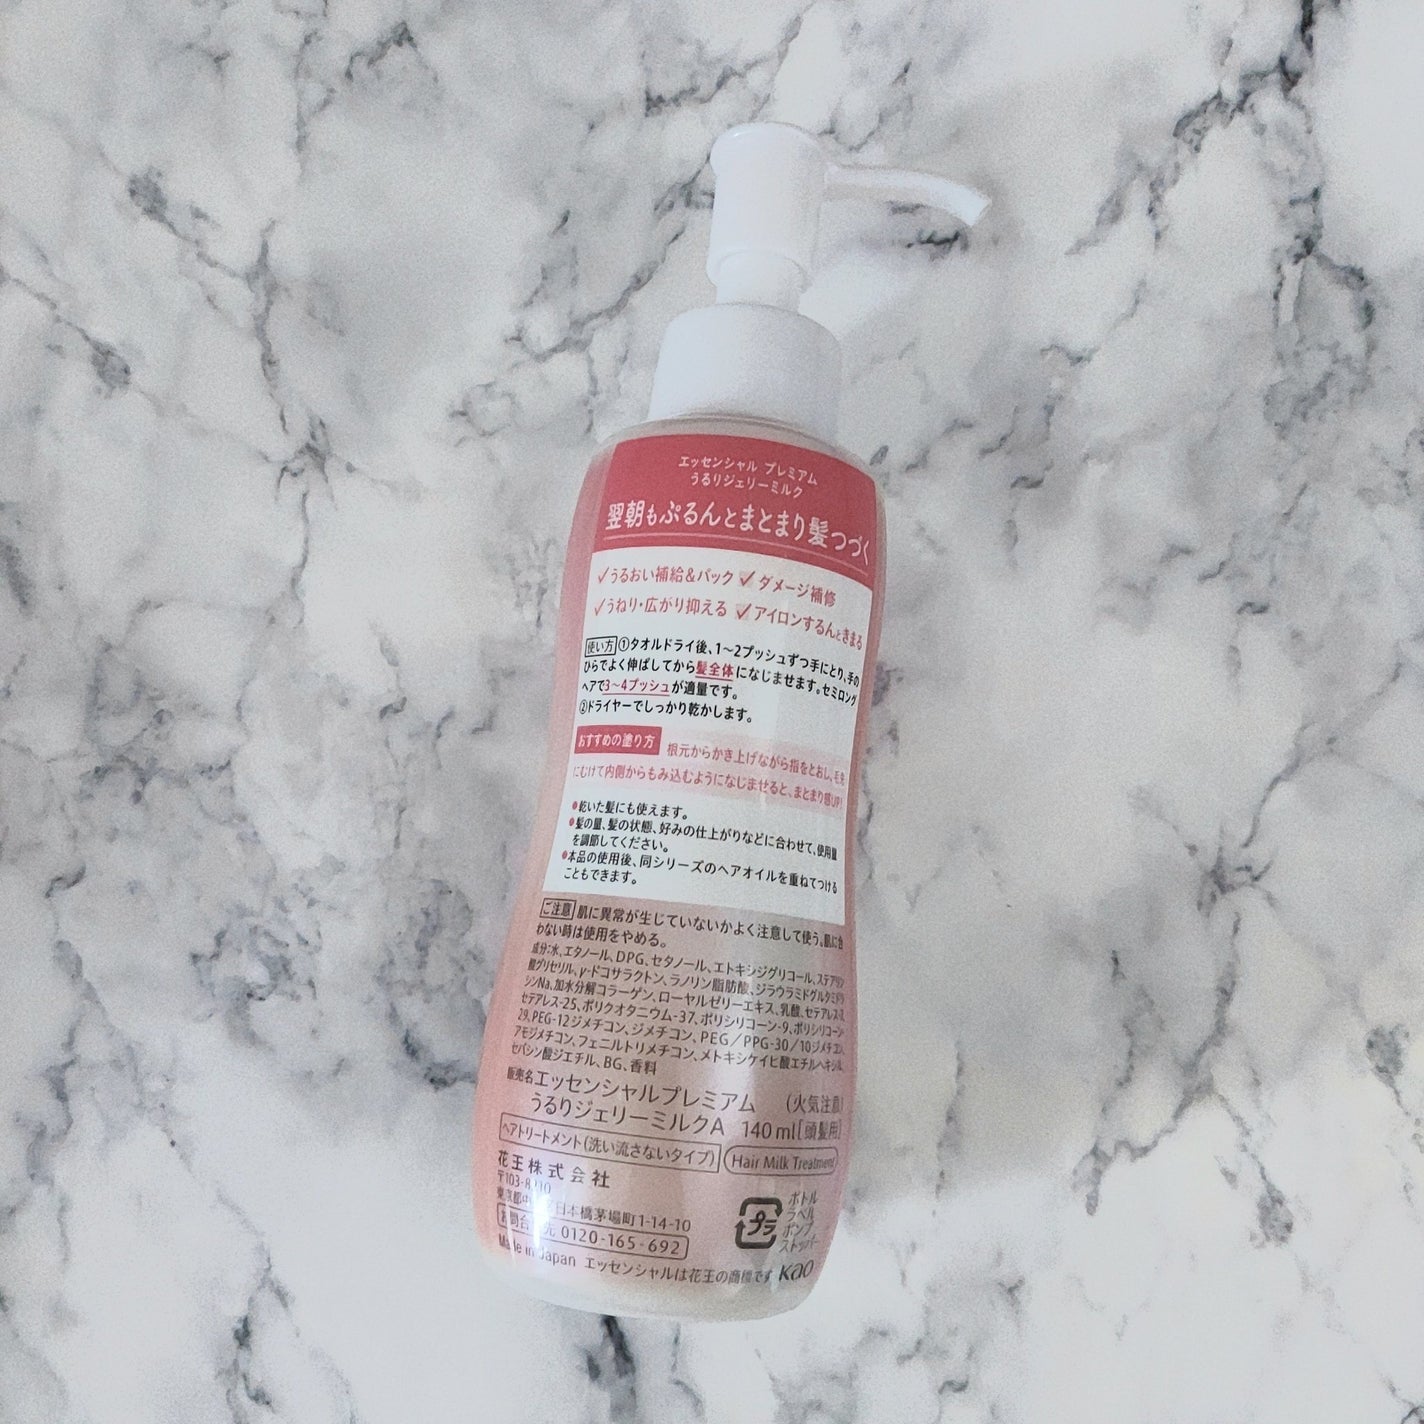 エッセンシャル プレミアム
うるりジェリーミルク
翌朝もぷるんとまとまり髪つづく
✓うるおい補給＆パック ✓ダメージ補修
✓うねり・広がり抑える ✓アイロンするんときまる
使い方 ①タオルドライ後、1～2プッシュずつ手にとり、手の
ひらでよく伸ばしてから髪全体になじませます。セミロング
ヘアで3～4プッシュが適量です。
②ドライヤーでしっかり乾かします。
おすすめの塗り方 根元からかき上げながら指をとおし、毛先
にむけて内側からもみ込むようになじませると、まとまり感UP!
●乾いた髪にも使えます。
●髪の量、髪の状態、好みの仕上がりなどに合わせて、使用量
を調節してください。
●本品の使用後、同シリーズのヘアオイルを重ねてつける
こともできます。
ご注意 肌に異常が生じていないかよく注意して使う。肌に合
わない時は使用をやめる。
成分：水、エタノール、DPG、セタノール、エトキシジグリコール、ステアリン
酸グリセリル、γ-ドコサラクトン、ラノリン脂肪酸、ジラウラミドグルタミドリ
シンNa、加水分解コラーゲン、ローヤルゼリーエキス、乳酸、セテアレス-7、
セテアレス-25、ポリクオタニウム-37、ポリシリコーン-9、ポリシリコーン-
29、PEG-12ジメチコン、ジメチコン、PEG／PPG-30／10ジメチコン、
アモジメチコン、フェニルトリメチコン、メトキシケイヒ酸エチルヘキシル、
セバシン酸ジエチル、BG、香料
販売名エッセンシャルプレミアム (火気注意)
うるりジェリーミルクA 140ml[頭髪用]
ヘアトリートメント(洗い流さないタイプ) Hair Milk Treatment
花王株式会社
〒103-8210
日本橋茅場町1-14-10
0120-165-692
Made in Japan エッセンシャルは花王の商標です
プラ
ボトル
ラベル
ポンプ
ストッパー
Kao